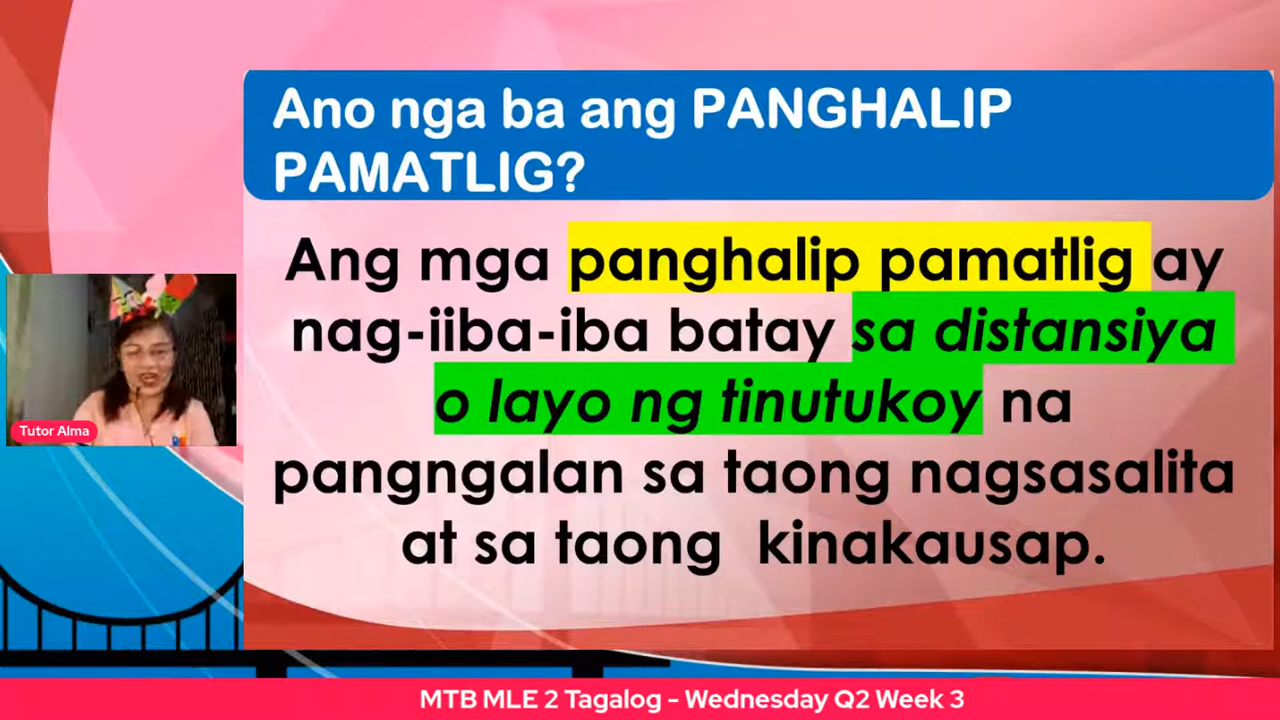 Ano nga ba ang PANGHALIP
PAMATLIG?
Ang mga panghalip pamatlig ay
nag-iiba-iba batay sa distansiya
o layo ng tinutukoy na
pangngalan sa taong nagsasalita
at sa taong kinakausap.
Tutor Alma
MTB MLE 2 Tagalog - Wednesday Q2 Week 3